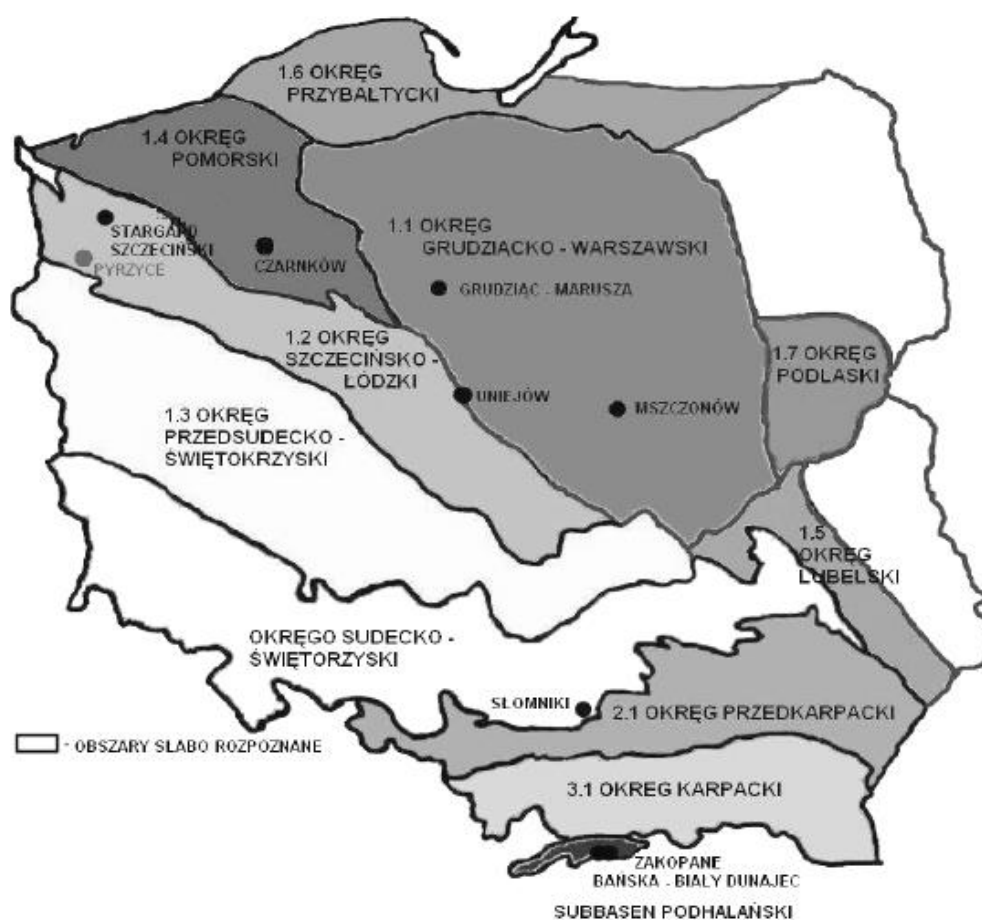 1.6 OKRĘG
PRZYBAŁTYCKI
1.4 OKRĘG
POMORSKI
STARGARD
SZCZECIŃSKI
PYRZYCE
CZARNKÓW
1.1 OKRĘG
GRUDZIĄCKO - WARSZAWSKI
GRUDZIĄC - MARUSZA
1.2 OKRĘG
SZCZECIŃSKO -
ŁÓDZKI
1.7 OKRĘG
PODLASKI
UNIEJÓW
MSZCZONÓW
1.3 OKRĘG
PRZEDSUDECKO -
ŚWIĘTOKRZYSKI
1.5
OKRĘG
LUBELSKI
OKRĘGO SUDECKO -
ŚWIĘTORZYSKI
SŁOMNIKI
2.1 OKRĘG PRZEDKARPACKI
- OBSZARY SŁABO ROZPOZNANE
3.1 OKRĘG KARPACKI
ZAKOPANE
BAŃSKA - BIAŁY DUNAJEC
SUBBASEN PODHALAŃSKI